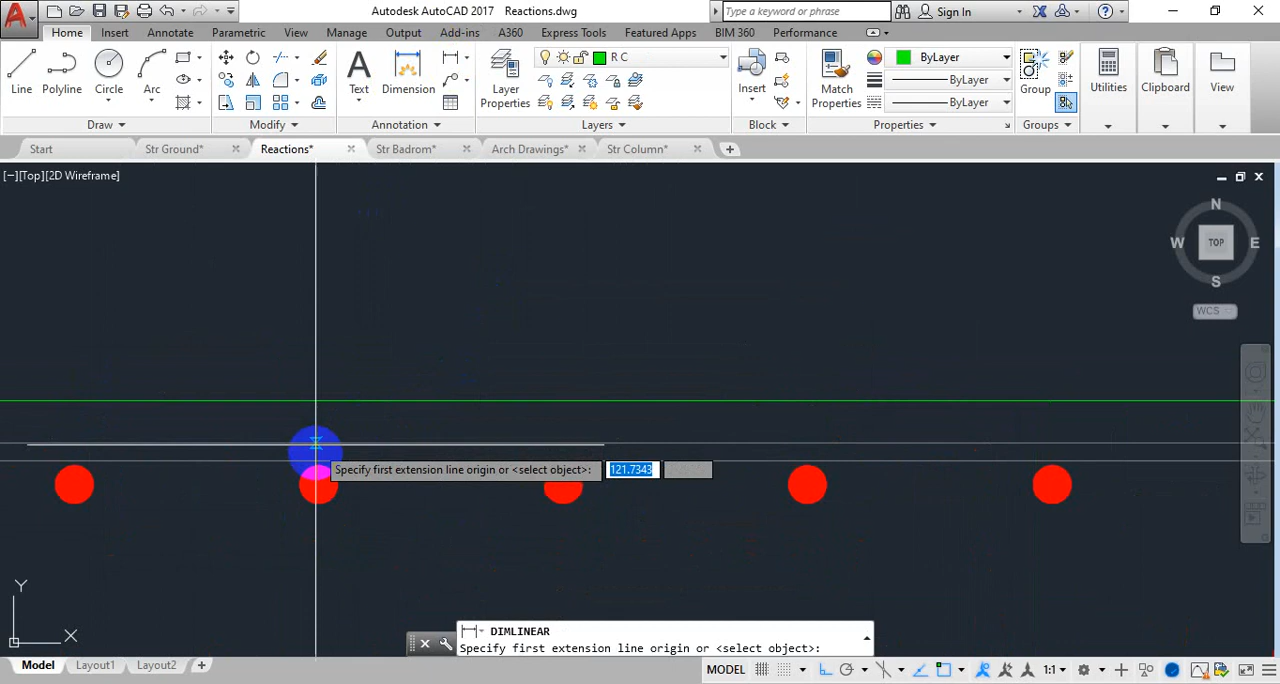 Autodesk AutoCAD 2017 Reactions.dwg
Type a keyword or phrase
Sign In
Home Insert Annotate Parametric View Manage Output Add-ins A360 Express Tools Featured Apps BIM 360 Performance
Line Polyline Circle Arc
Text Dimension
Layer Properties
R C
Insert
Match Properties
ByLayer
ByLayer
ByLayer
Group
Utilities
Clipboard
View
Draw Modify Annotation Layers Block Properties Groups
Start Str Ground* Reactions* Str Badrom* Arch Drawings* Str Column*
[−][Top][2D Wireframe]
N
W TOP E
S
WCS
Specify first extension line origin or <select object>: 121.7343
Y
X
DIMLINEAR
Specify first extension line origin or <select object>:
Model Layout1 Layout2
MODEL 1:1